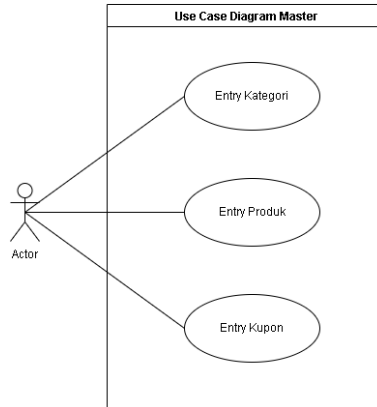 Use Case Diagram Master
Entry Kategori
Entry Produk
Actor
Entry Kupon